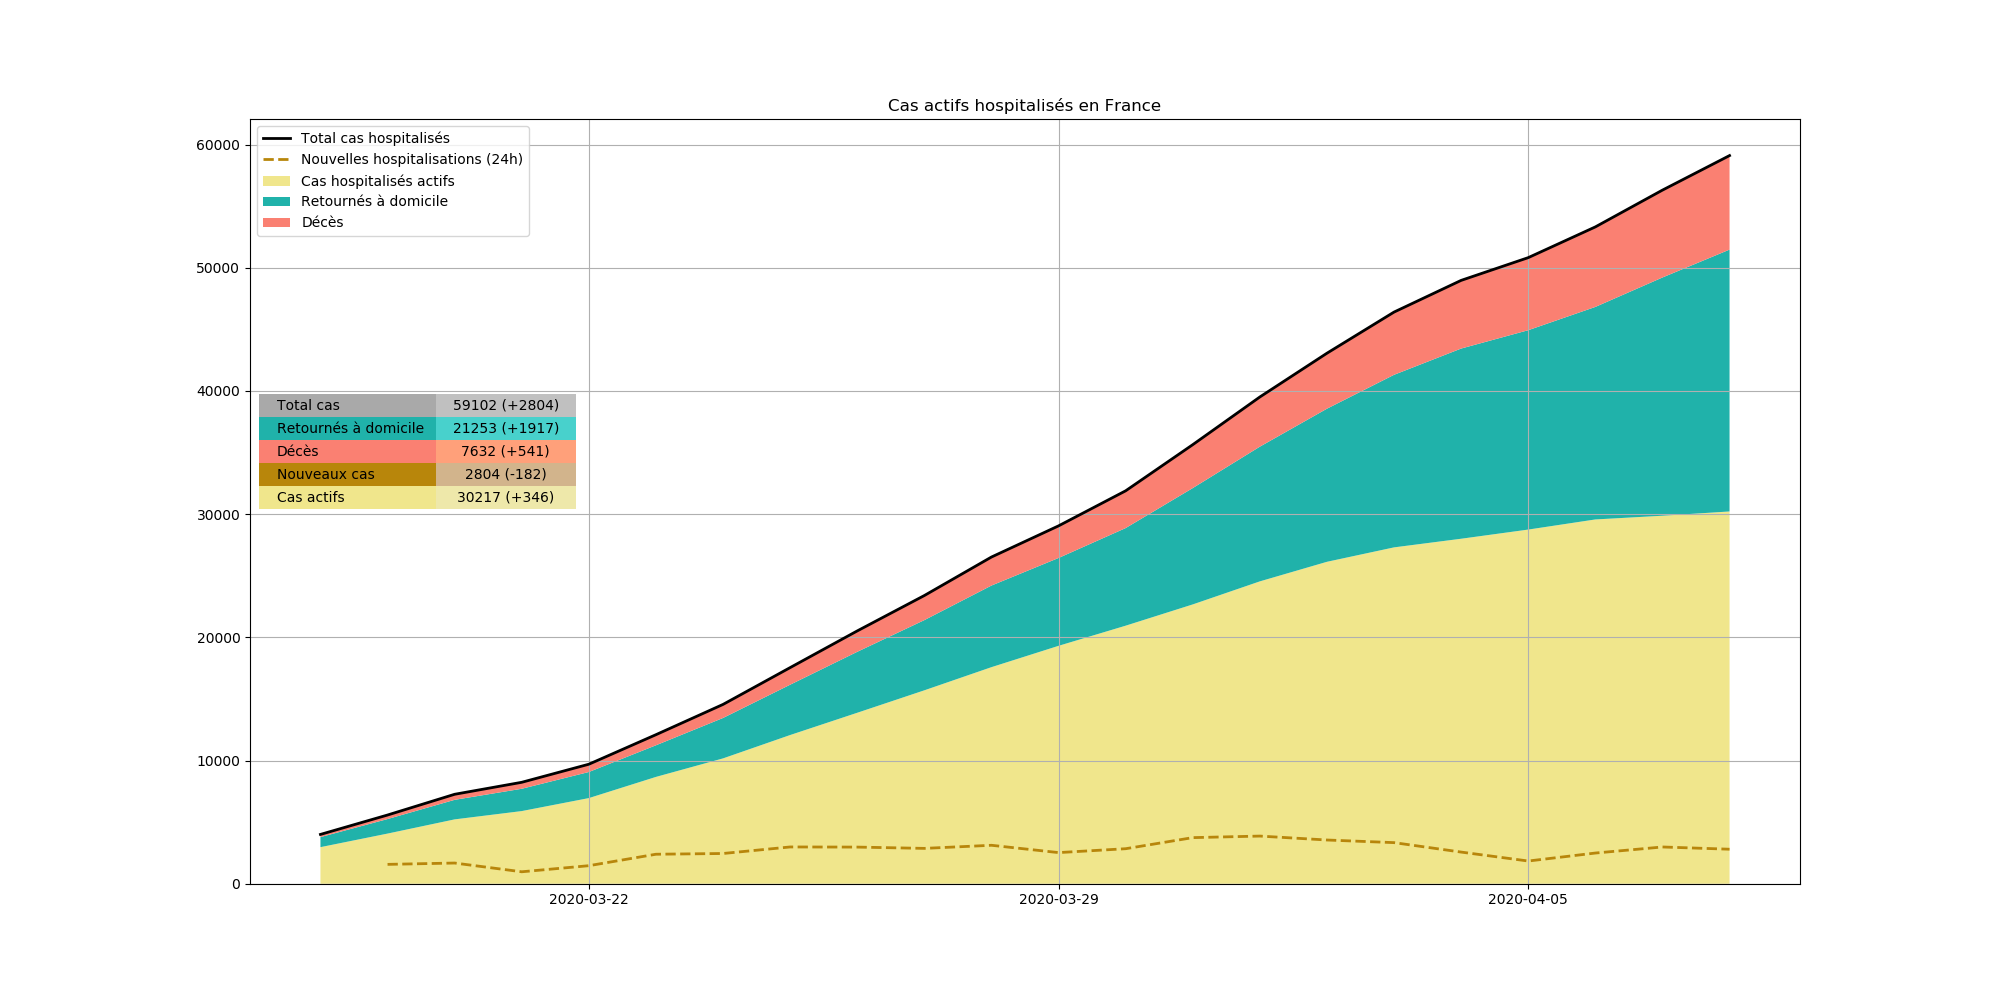 Cas actifs hospitalisés en France
Total cas hospitalisés
Nouvelles hospitalisations (24h)
Cas hospitalisés actifs
Retournés à domicile
Décès
60000
50000
40000
30000
20000
10000
0
Total cas 59102 (+2804)
Retournés à domicile 21253 (+1917)
Décès 7632 (+541)
Nouveaux cas 2804 (-182)
Cas actifs 30217 (+346)
2020-03-22 2020-03-29 2020-04-05